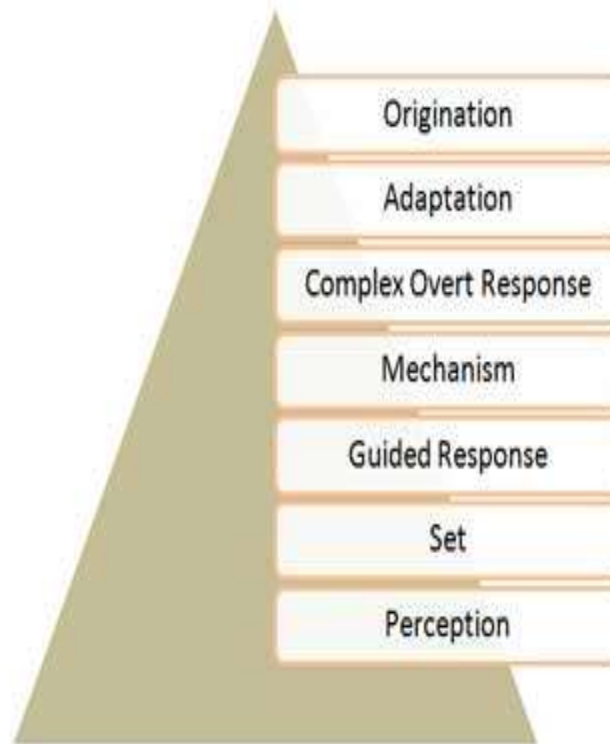 Origination
Adaptation
Complex Overt Response
Mechanism
Guided Response
Set
Perception